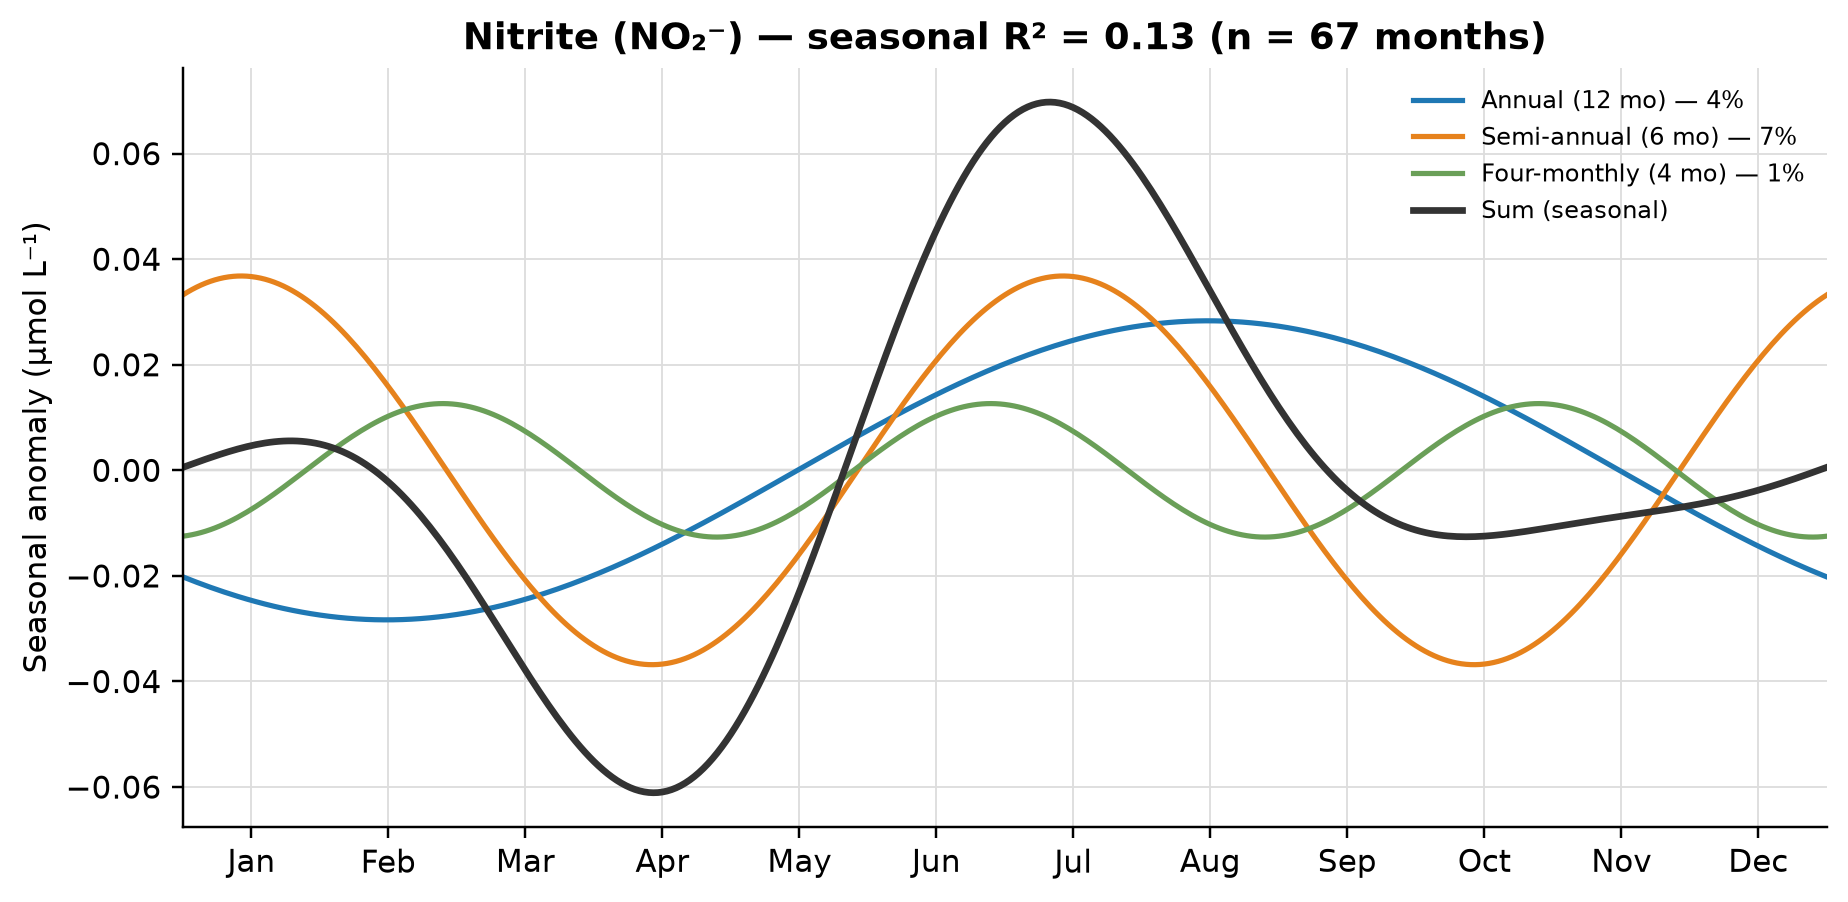 Nitrite (NO₂⁻) — seasonal R² = 0.13 (n = 67 months)
Annual (12 mo) — 4%
Semi-annual (6 mo) — 7%
Four-monthly (4 mo) — 1%
Sum (seasonal)
Seasonal anomaly (µmol L⁻¹)
0.06
0.04
0.02
0.00
−0.02
−0.04
−0.06
Jan Feb Mar Apr May Jun Jul Aug Sep Oct Nov Dec